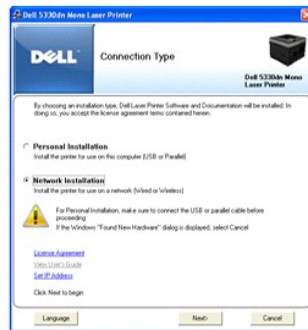 Dell 5330dn Mono Laser Printer
DELL
Connection Type
Dell 5330dn Mono
Laser Printer
By choosing an installation type, Dell Laser Printer Software and Documentation will be installed. In
doing so, you accept the license agreement terms contained herein.
Personal Installation
Install the printer for use on this computer (USB or Parallel)
Network Installation
Install the printer for use on a network (Wired or Wireless)
For Personal Installation, make sure to connect the USB or parallel cable before
proceeding
If the Windows "Found New Hardware" dialog is displayed, select Cancel
License Agreement
View User's Guide
Set IP Address
Click Next to begin
Language
Next>
Cancel